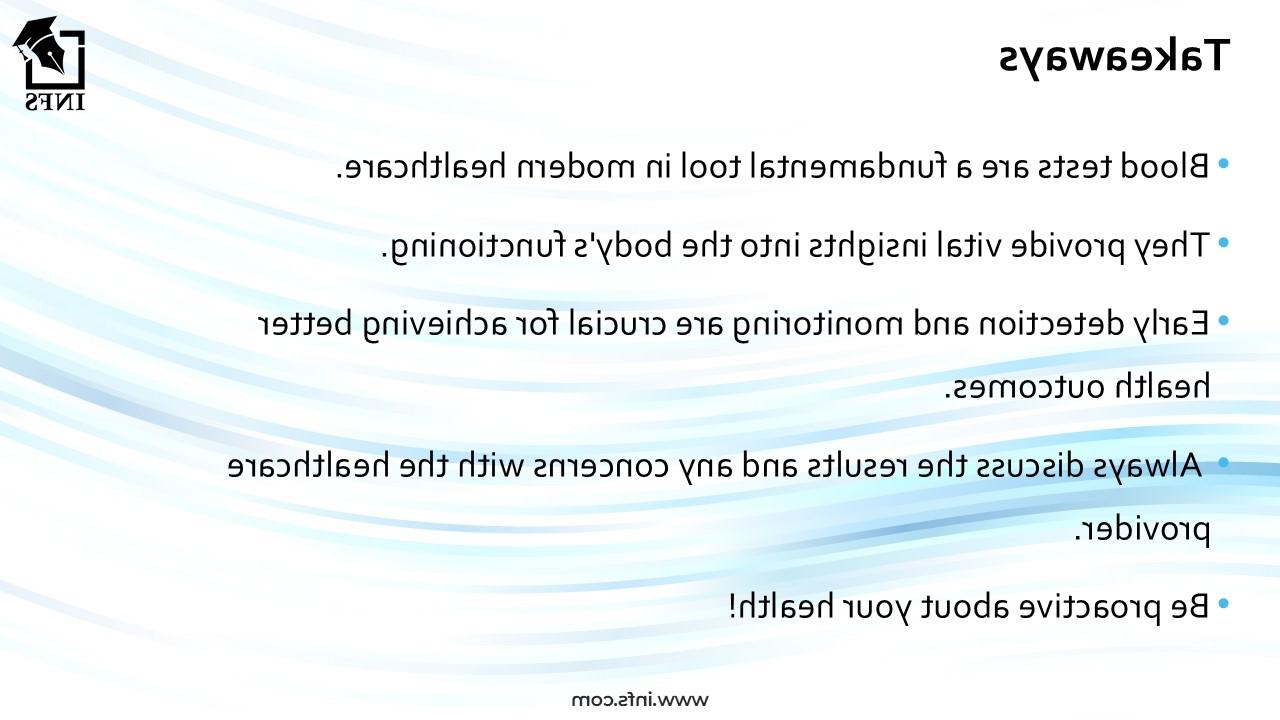 Takeaways
INFS
• Blood tests are a fundamental tool in modern healthcare.
• They provide vital insights into the body's functioning.
• Early detection and monitoring are crucial for achieving better
health outcomes.
• Always discuss the results and any concerns with the healthcare
provider.
• Be proactive about your health!
www.infs.com